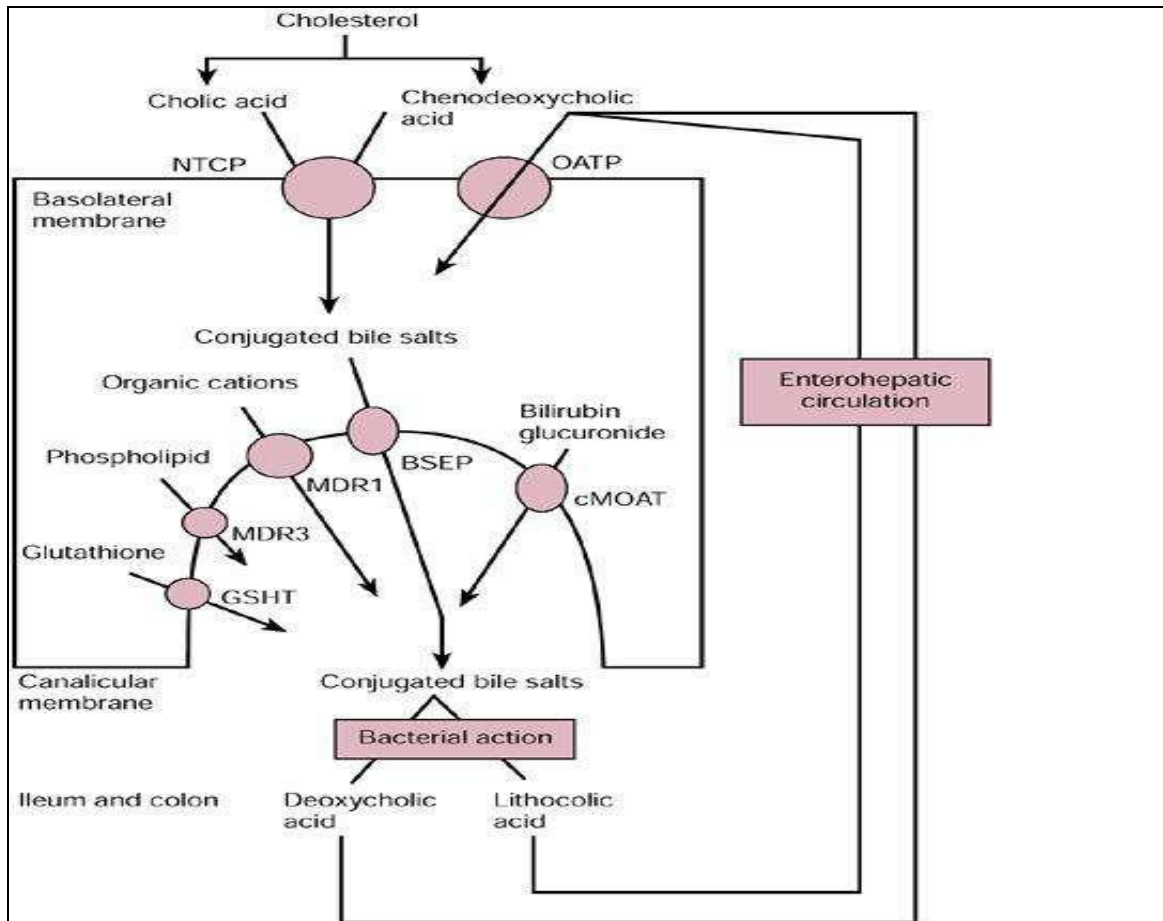 Cholesterol
Cholic acid
Chenodeoxycholic
acid
NTCP
OATP
Basolateral
membrane
Conjugated bile salts
Organic cations
Bilirubin
glucuronide
Enterohepatic
circulation
Phospholipid
BSEP
MDR1
cMOAT
MDR3
Glutathione
GSHT
Canalicular
membrane
Conjugated bile salts
Bacterial action
Ileum and colon
Deoxycholic
acid
Lithocolic
acid